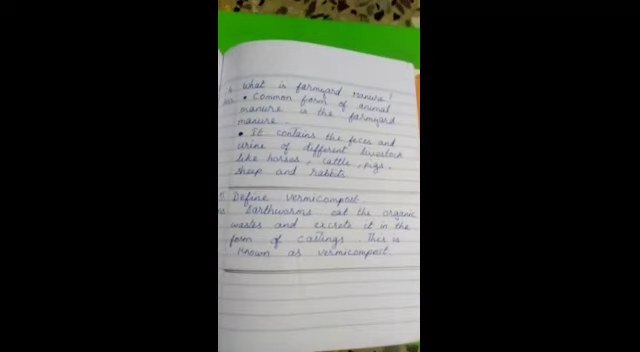 What is farmyard manure?
Ans. • Common form of animal
manure is the farmyard
manure.
• It contains the feces and
urine of different livestock
like horses, cattle, pigs,
sheep and rabbits
5. Define vermicompost.
Earthworms eat the organic
wastes and excrete it in the
form of castings. This is
known as vermicompost.